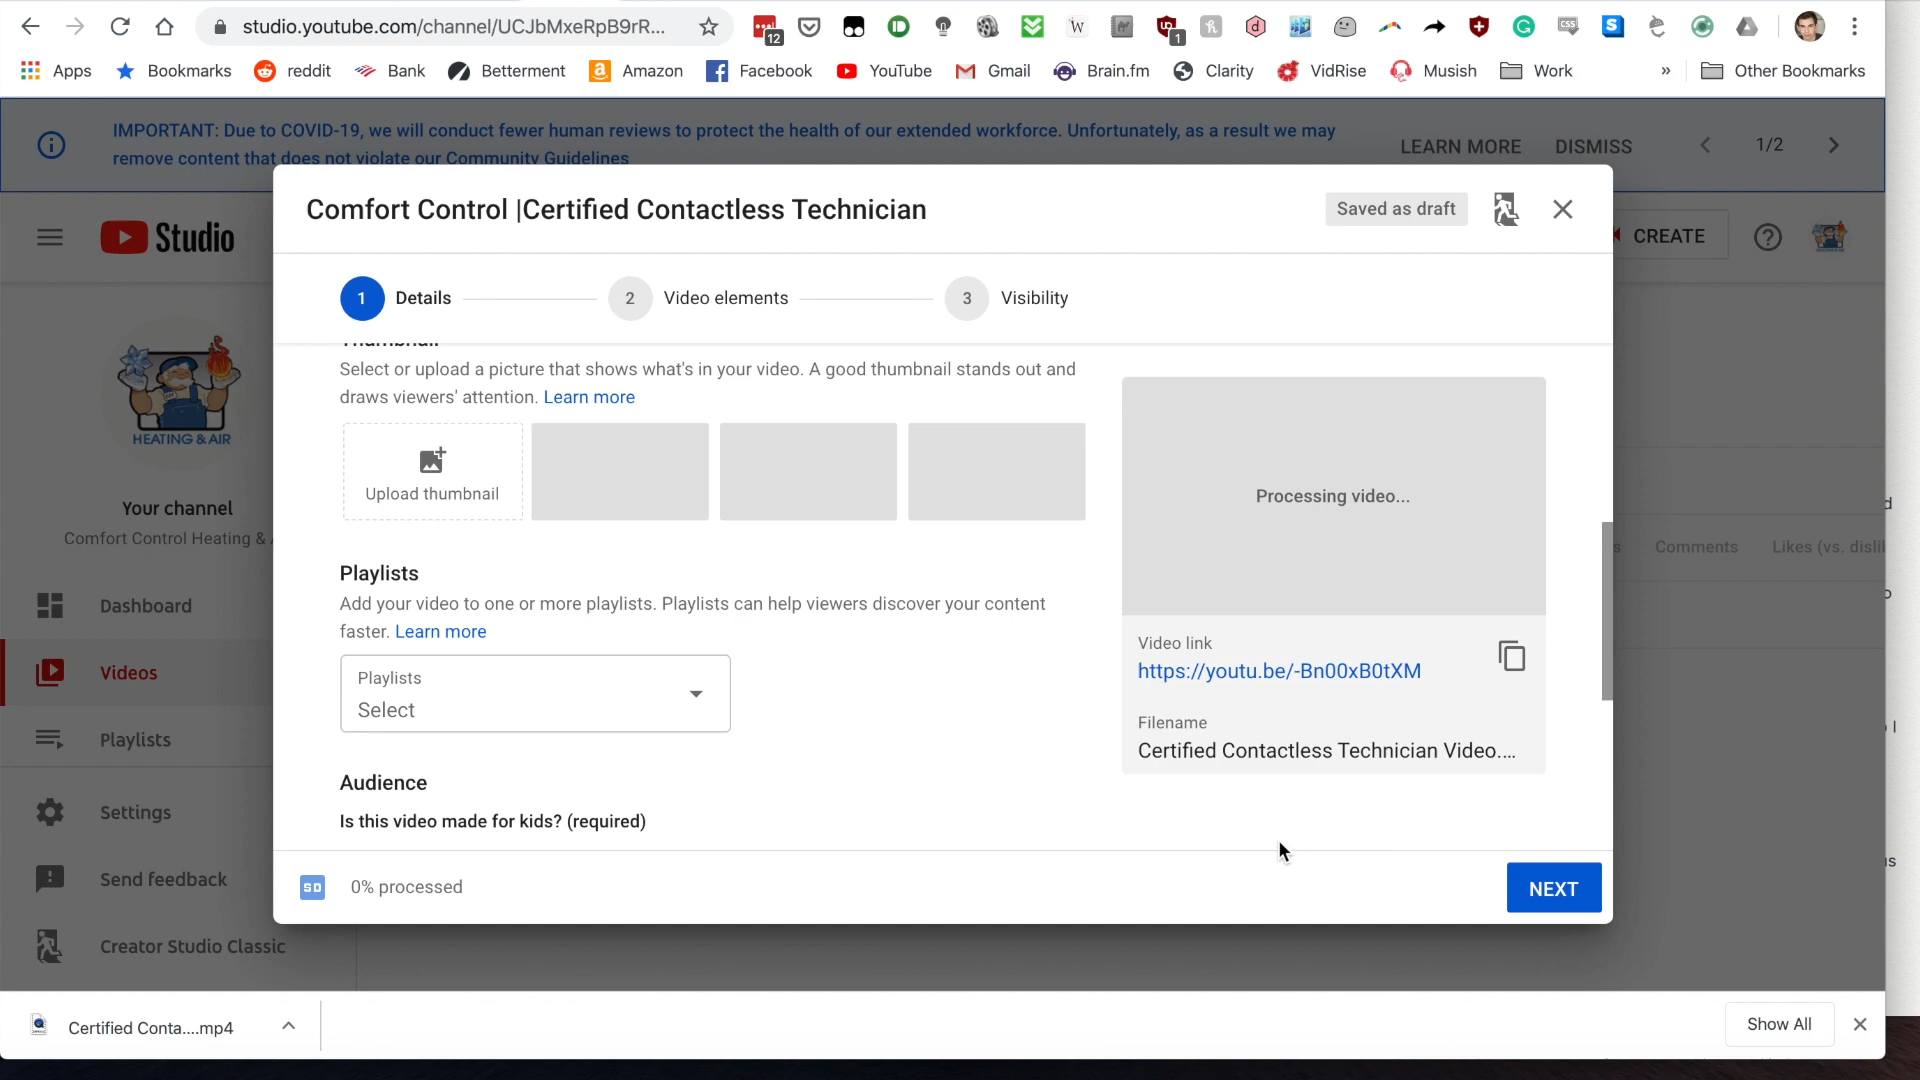 studio.youtube.com/channel/UCJbMxeRpB9rR...
12
1
Apps
Bookmarks
reddit
Bank
Betterment
Amazon
Facebook
YouTube
Gmail
Brain.fm
Clarity
VidRise
Musish
Work
»
Other Bookmarks
IMPORTANT: Due to COVID-19, we will conduct fewer human reviews to protect the health of our extended workforce. Unfortunately, as a result we may
remove content that does not violate our Community Guidelines
LEARN MORE
DISMISS
1/2
Studio
CREATE
Comfort Control |Certified Contactless Technician
Saved as draft
1
Details
2
Video elements
3
Visibility
Thumbnail
Select or upload a picture that shows what's in your video. A good thumbnail stands out and
draws viewers' attention. Learn more
Upload thumbnail
Processing video...
Playlists
Add your video to one or more playlists. Playlists can help viewers discover your content
faster. Learn more
Playlists
Select
Video link
https://youtu.be/-Bn00xB0tXM
Filename
Certified Contactless Technician Video....
Audience
Is this video made for kids? (required)
SD
0% processed
NEXT
HEATING & AIR
Your channel
Comfort Control Heating &
Dashboard
Videos
Playlists
Settings
Send feedback
Creator Studio Classic
Comments
Likes (vs. dislil
Certified Conta....mp4
Show All